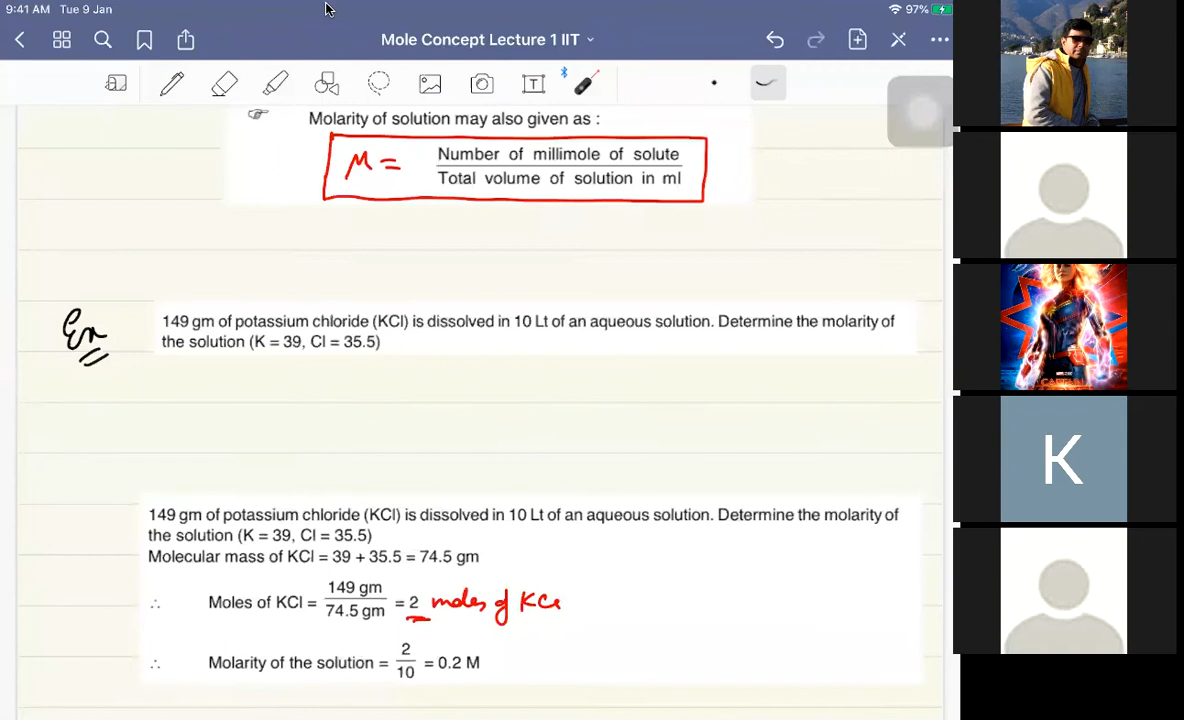 9:41 AM Tue 9 Jan
97%
Mole Concept Lecture 1 IIT
T
Molarity of solution may also given as :
M = Number of millimole of solute
Total volume of solution in ml
Ex
149 gm of potassium chloride (KCl) is dissolved in 10 Lt of an aqueous solution. Determine the molarity of
the solution (K = 39, Cl = 35.5)
149 gm of potassium chloride (KCl) is dissolved in 10 Lt of an aqueous solution. Determine the molarity of
the solution (K = 39, Cl = 35.5)
Molecular mass of KCl = 39 + 35.5 = 74.5 gm
∴ Moles of KCl = 149 gm / 74.5 gm = 2 moles of KCl
∴ Molarity of the solution = 2 / 10 = 0.2 M
K